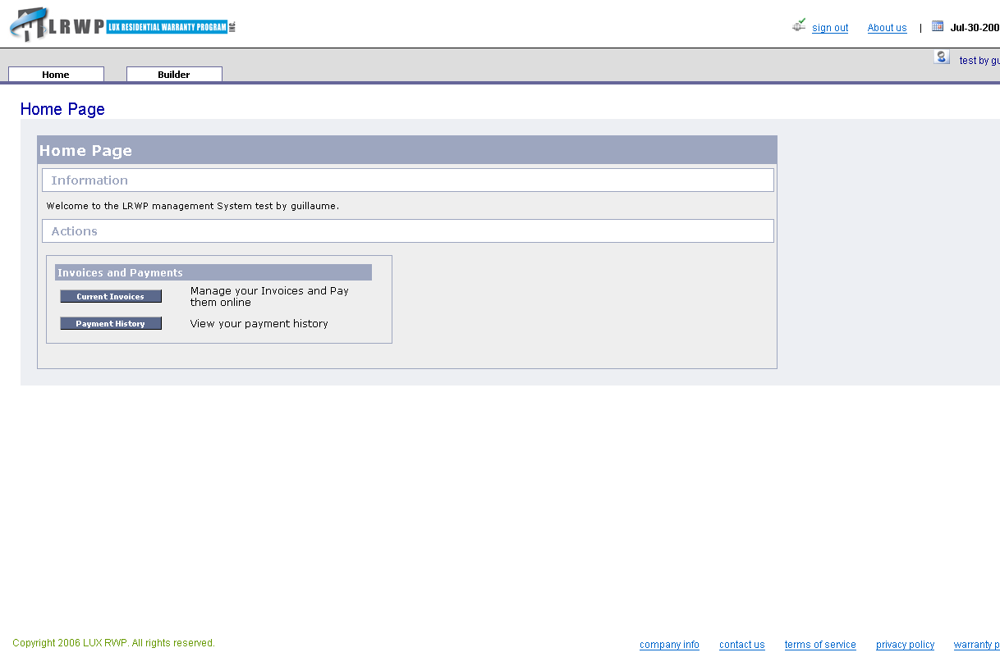 LRWP LUX RESIDENTIAL WARRANTY PROGRAM INC
sign out About us | Jul-30-200
test by gu
Home Builder
Home Page
Home Page
Information
Welcome to the LRWP management System test by guillaume.
Actions
Invoices and Payments
Current Invoices Manage your Invoices and Pay
them online
Payment History View your payment history
Copyright 2006 LUX RWP. All rights reserved. company info contact us terms of service privacy policy warranty p